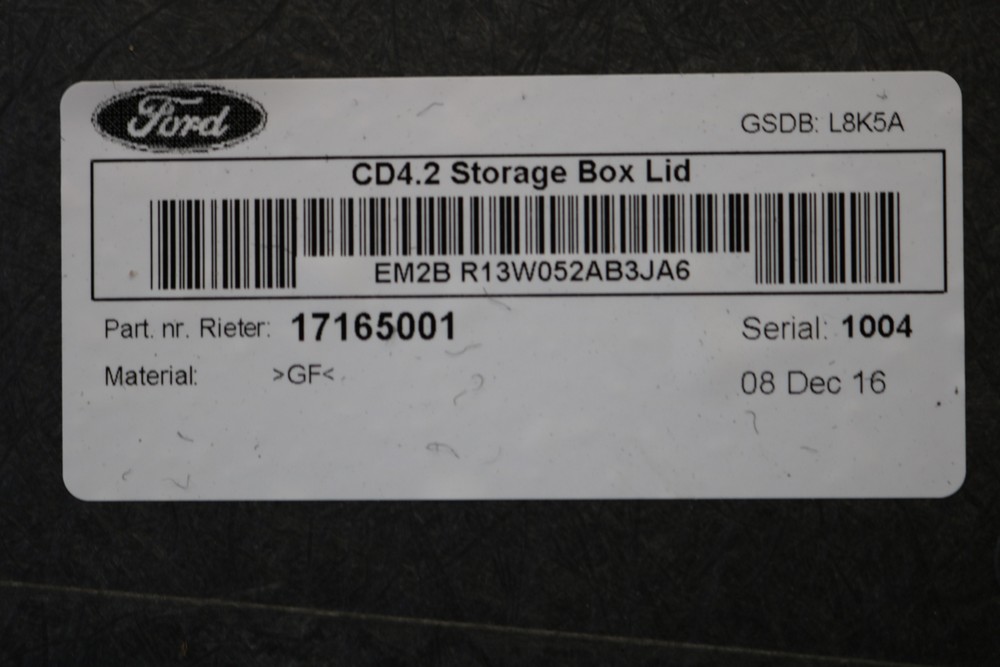 Ford
GSDB: L8K5A
CD4.2 Storage Box Lid
EM2B R13W052AB3JA6
Part. nr. Rieter: 17165001
Serial: 1004
Material: >GF<
08 Dec 16